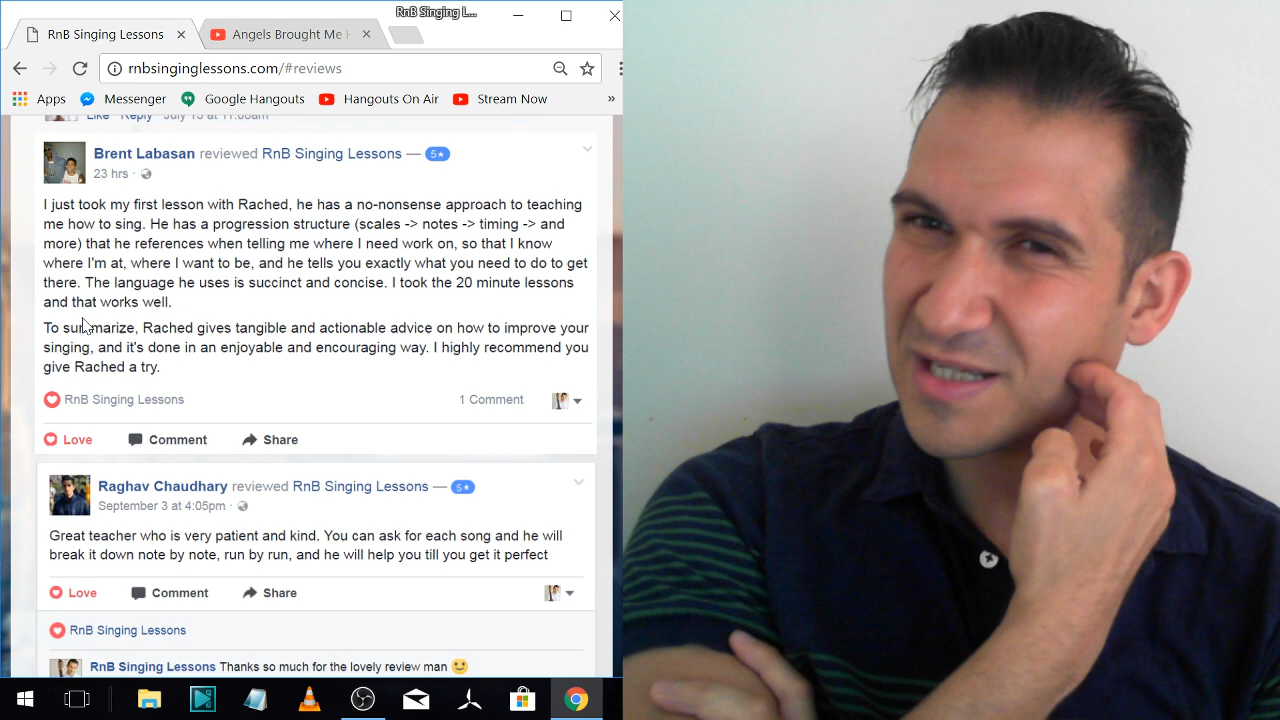 RnB Singing L...
RnB Singing Lessons
Angels Brought Me H
rnbsinginglessons.com/#reviews
Apps Messenger Google Hangouts Hangouts On Air Stream Now »
Like Reply July 15 at 11:08am
Brent Labasan reviewed RnB Singing Lessons — 5★
23 hrs ·
I just took my first lesson with Rached, he has a no-nonsense approach to teaching
me how to sing. He has a progression structure (scales -> notes -> timing -> and
more) that he references when telling me where I need work on, so that I know
where I'm at, where I want to be, and he tells you exactly what you need to do to get
there. The language he uses is succinct and concise. I took the 20 minute lessons
and that works well.
To summarize, Rached gives tangible and actionable advice on how to improve your
singing, and it's done in an enjoyable and encouraging way. I highly recommend you
give Rached a try.
RnB Singing Lessons 1 Comment
Love Comment Share
Raghav Chaudhary reviewed RnB Singing Lessons — 5★
September 3 at 4:05pm ·
Great teacher who is very patient and kind. You can ask for each song and he will
break it down note by note, run by run, and he will help you till you get it perfect
Love Comment Share
RnB Singing Lessons
RnB Singing Lessons Thanks so much for the lovely review man